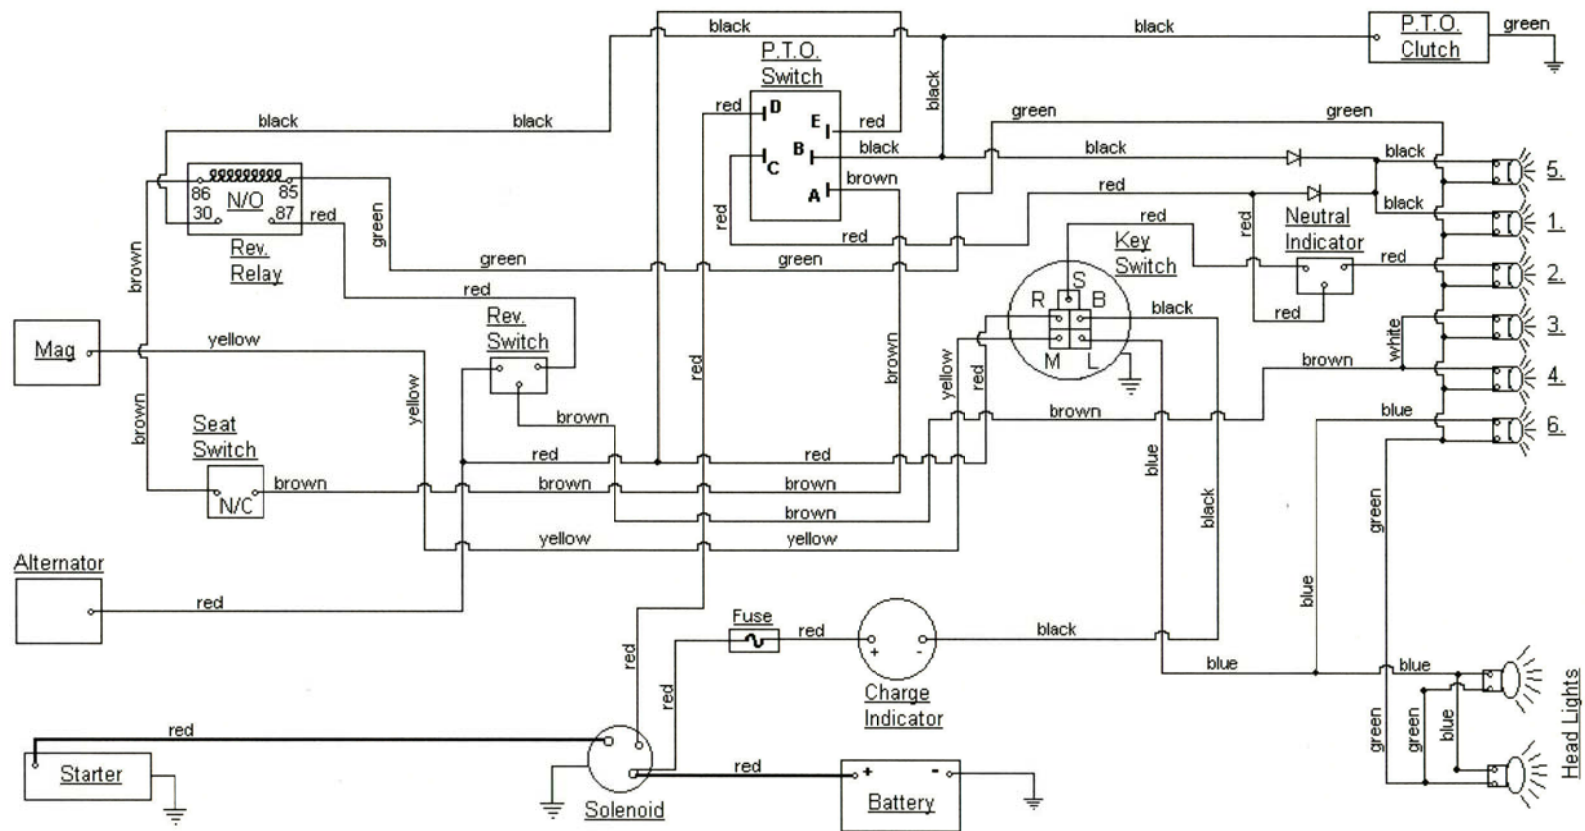 black
black
P.T.O.
Clutch
green
P.T.O.
Switch
black
red
D
E
red
green
green
black
black
B
black
black
black
5.
C
brown
A
red
86
85
N/O
30
87
red
black
1.
Rev.
Relay
green
red
red
red
Neutral
Indicator
red
Key
Switch
brown
green
green
red
2.
S
R
B
black
red
red
Rev.
Switch
3.
Mag
yellow
white
M
L
brown
4.
red
brown
yellow
red
yellow
brown
brown
blue
6.
brown
Seat
Switch
red
red
blue
brown
brown
brown
N/C
brown
black
green
yellow
yellow
Alternator
red
Fuse
red
black
blue
red
red
blue
blue
Charge
Indicator
red
green
green
blue
Head Lights
Starter
red
Solenoid
+
-
+
-
Battery